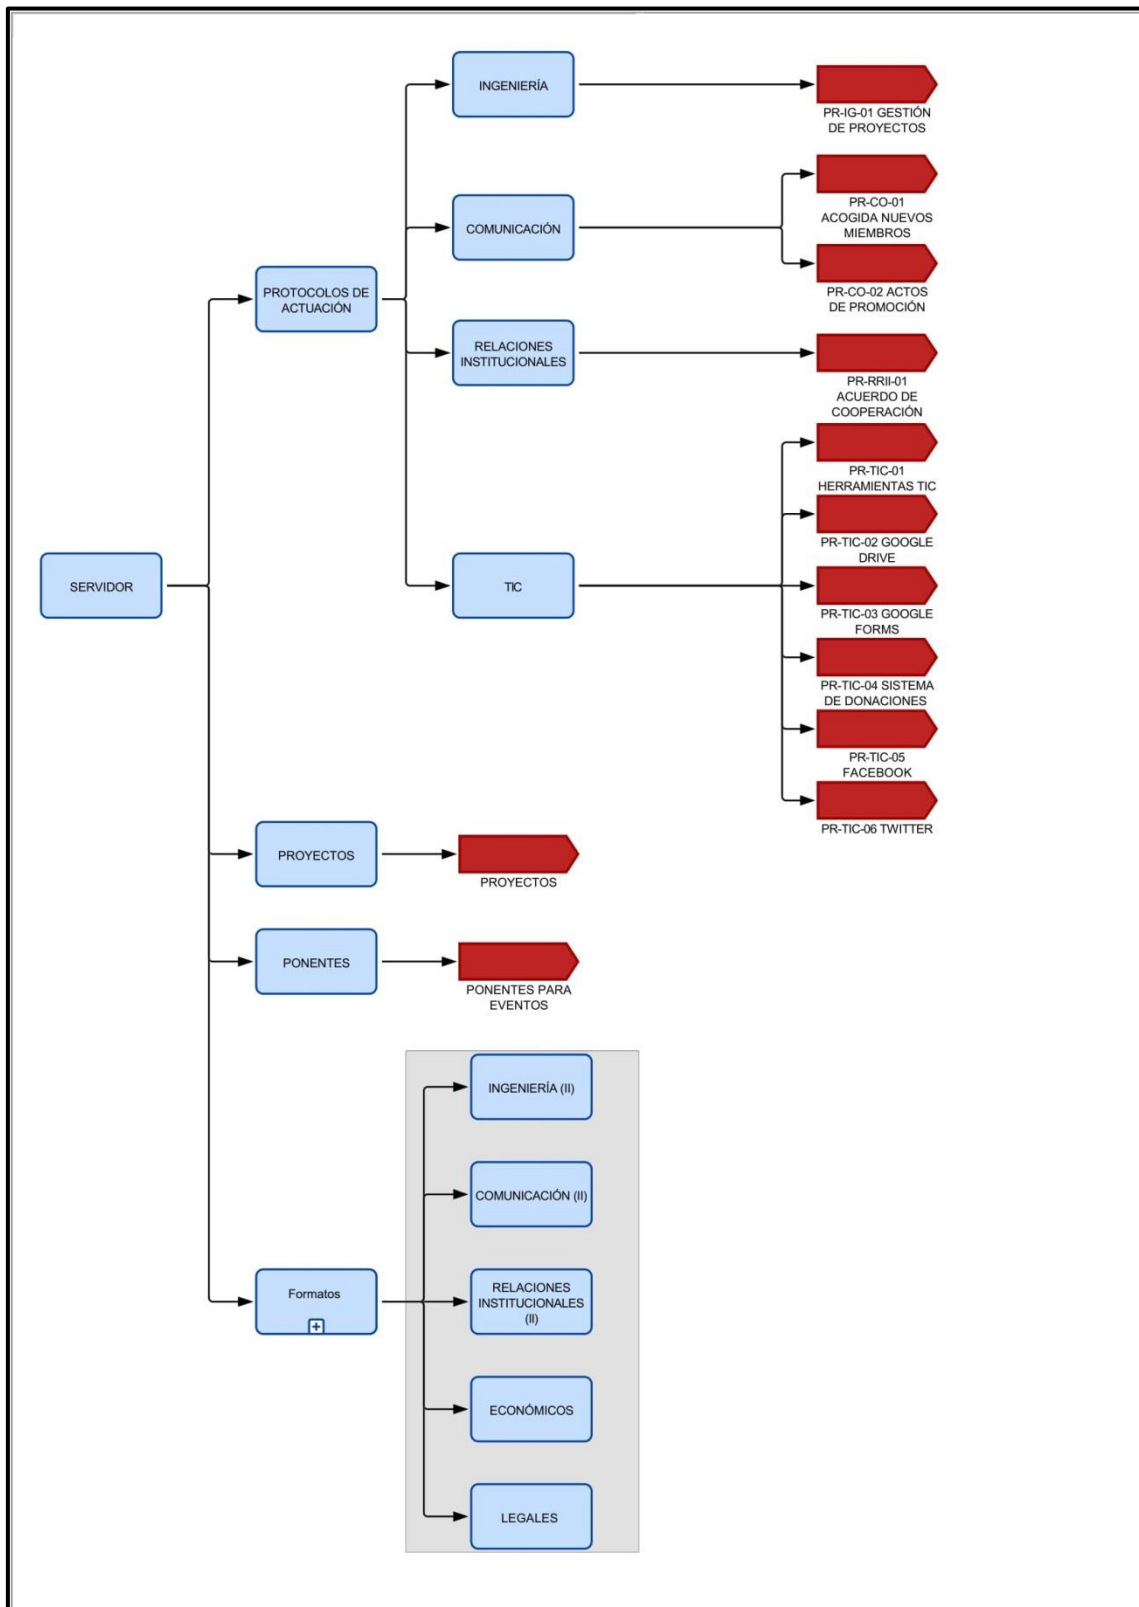 INGENIERÍA
PR-IG-01 GESTIÓN
DE PROYECTOS
COMUNICACIÓN
PR-CO-01
ACOGIDA NUEVOS
MIEMBROS
PROTOCOLOS DE
ACTUACIÓN
PR-CO-02 ACTOS
DE PROMOCIÓN
RELACIONES
INSTITUCIONALES
PR-RRII-01
ACUERDO DE
COOPERACIÓN
PR-TIC-01
HERRAMIENTAS TIC
PR-TIC-02 GOOGLE
DRIVE
SERVIDOR
TIC
PR-TIC-03 GOOGLE
FORMS
PR-TIC-04 SISTEMA
DE DONACIONES
PR-TIC-05
FACEBOOK
PR-TIC-06 TWITTER
PROYECTOS
PROYECTOS
PONENTES
PONENTES PARA
EVENTOS
INGENIERÍA (II)
COMUNICACIÓN (II)
Formatos
RELACIONES
INSTITUCIONALES
(II)
ECONÓMICOS
LEGALES